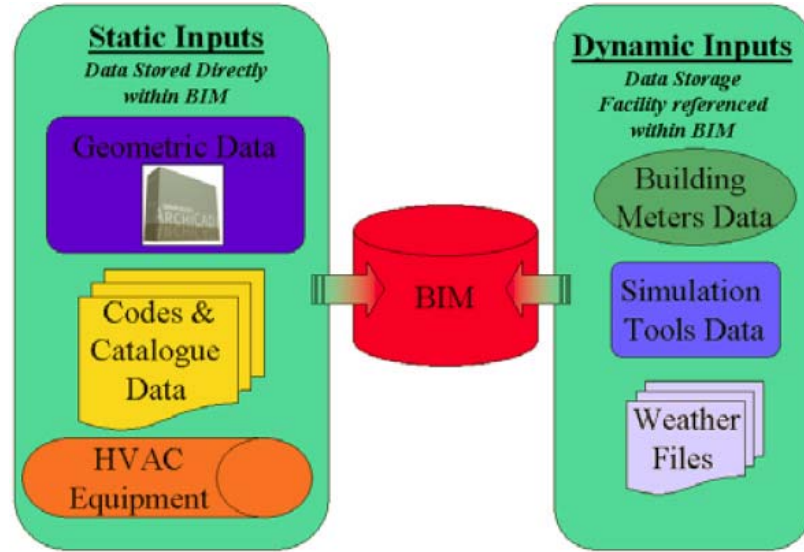 Static Inputs
Data Stored Directly
within BIM
Geometric Data
ARCHICAD
Codes &
Catalogue
Data
HVAC
Equipment
BIM
Dynamic Inputs
Data Storage
Facility referenced
within BIM
Building
Meters Data
Simulation
Tools Data
Weather
Files